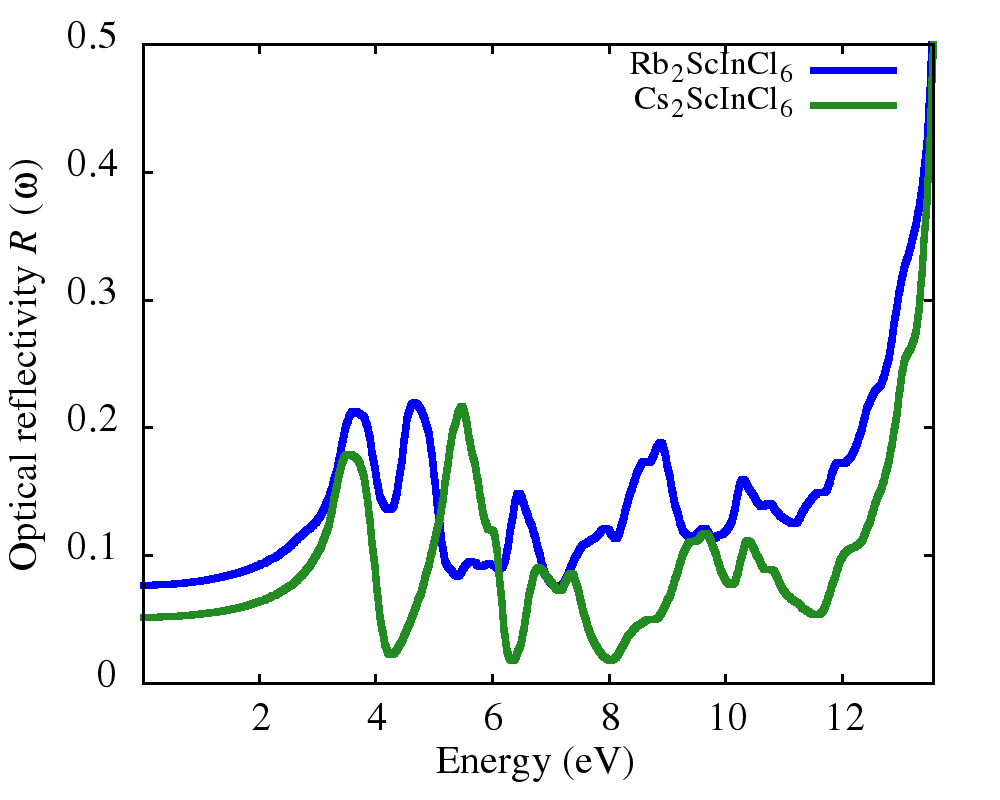 0.5
0.4
0.3
0.2
0.1
0
Optical reflectivity R (ω)
Rb₂ScInCl₆
Cs₂ScInCl₆
2 4 6 8 10 12
Energy (eV)